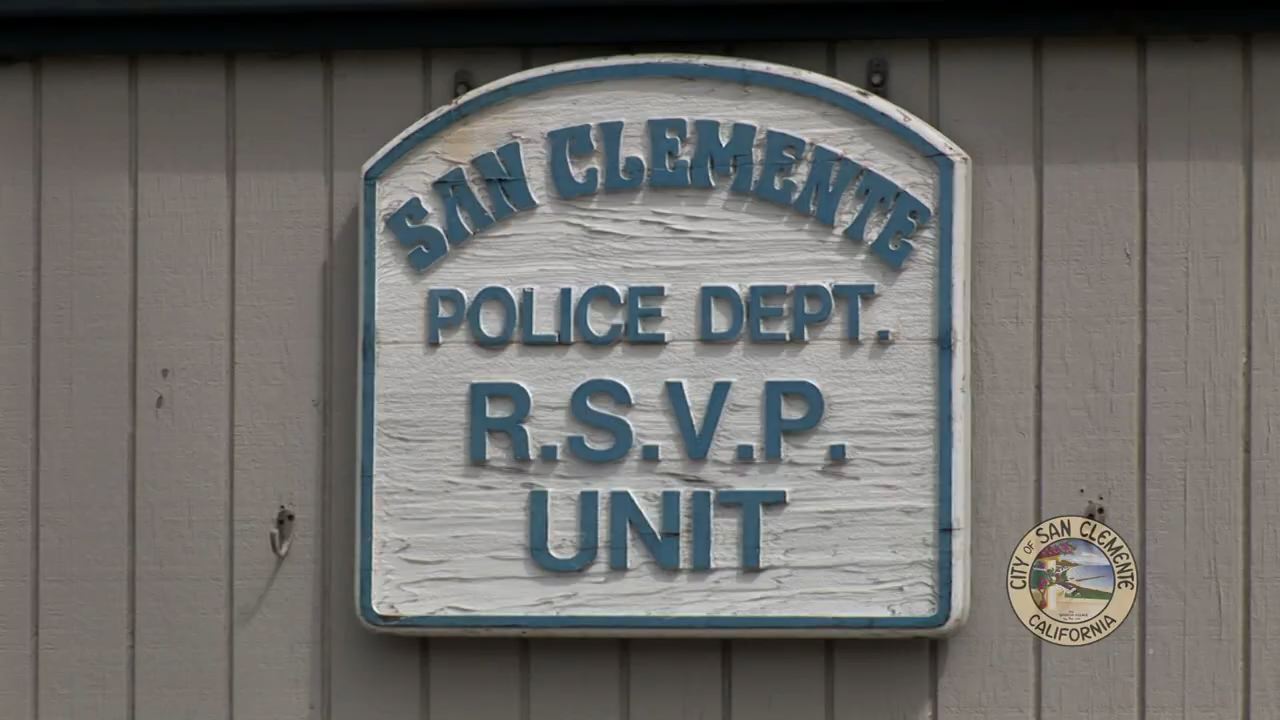 SAN CLEMENTE
POLICE DEPT.
R.S.V.P.
UNIT
CITY OF SAN CLEMENTE
CALIFORNIA